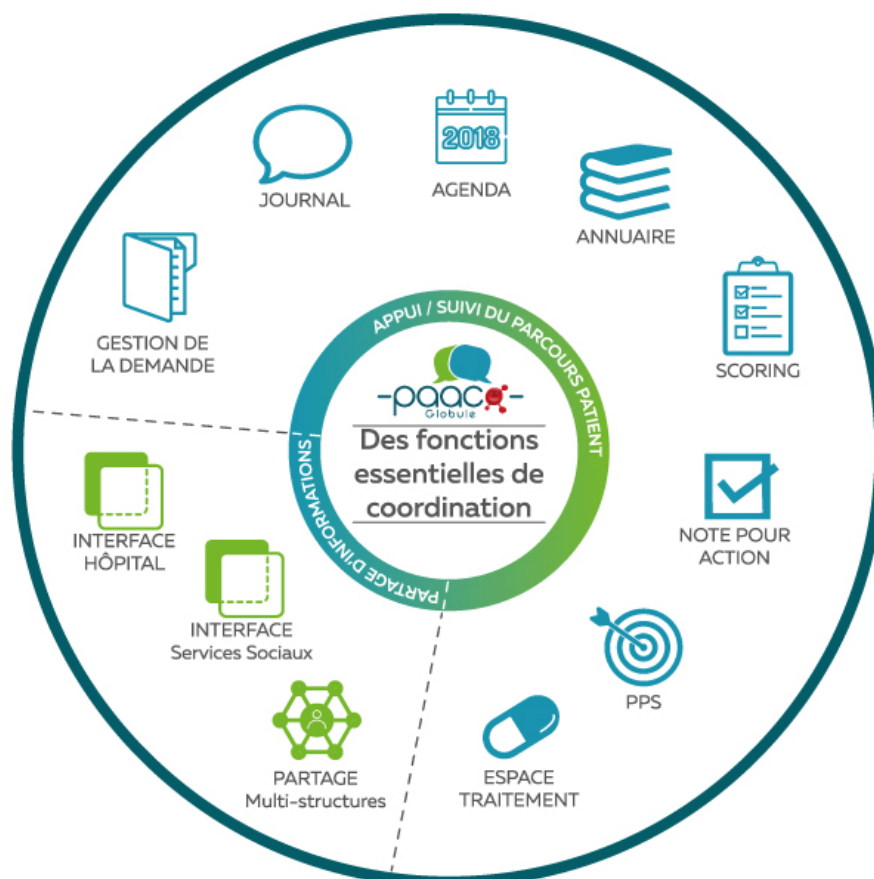 JOURNAL
2018
AGENDA
ANNUAIRE
SCORING
NOTE POUR
ACTION
PPS
ESPACE
TRAITEMENT
PARTAGE
Multi-structures
INTERFACE
Services Sociaux
INTERFACE
HÔPITAL
GESTION DE
LA DEMANDE
APPUI / SUIVI DU PARCOURS PATIENT
PARTAGE D'INFORMATIONS
-paaco-
Globule
Des fonctions
essentielles de
coordination